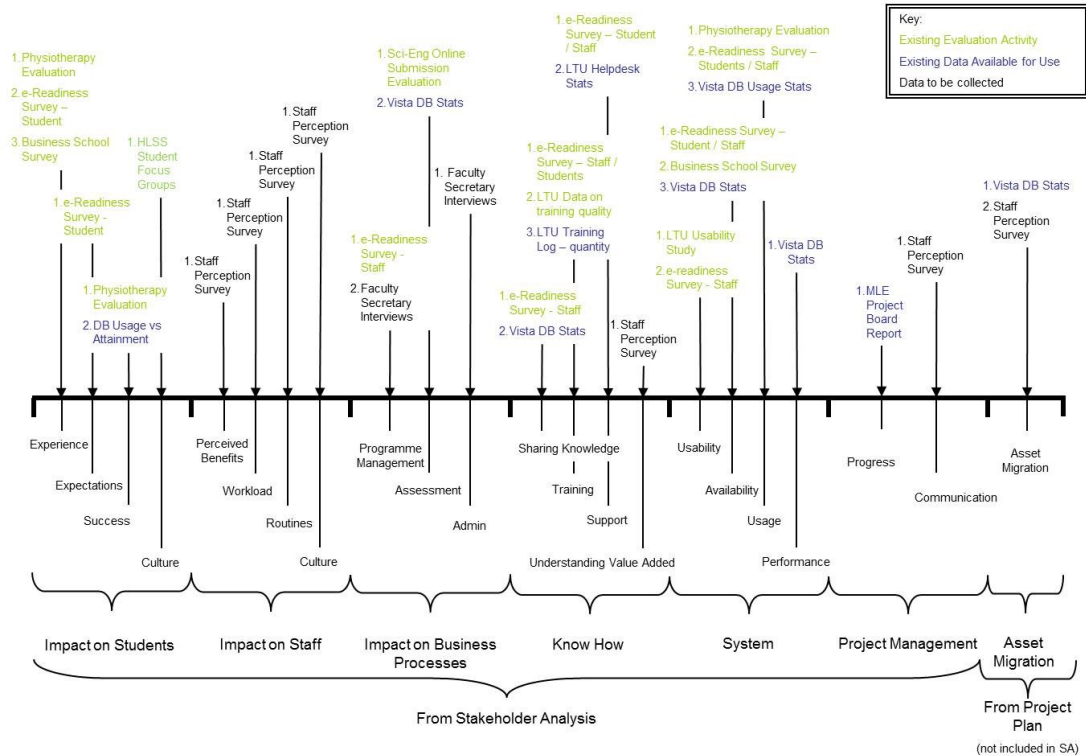 Key:
Existing Evaluation Activity
Existing Data Available for Use
Data to be collected
1. Physiotherapy
Evaluation
2. e-Readiness
Survey –
Student
3. Business School
Survey
1. e-Readiness
Survey -
Student
1. Physiotherapy
Evaluation
2. DB Usage vs
Attainment
1. HLSS
Student
Focus
Groups
1. Staff
Perception
Survey
1. Staff
Perception
Survey
1. Staff
Perception
Survey
1. Staff
Perception
Survey
1. e-Readiness
Survey -
Staff
2. Faculty
Secretary
Interviews
1. Sci-Eng Online
Submission
Evaluation
2. Vista DB Stats
1. Faculty
Secretary
Interviews
1. e-Readiness
Survey - Staff
2. Vista DB Stats
1. e-Readiness
Survey – Staff /
Students
2. LTU Data on
training quality
3. LTU Training
Log – quantity
1. e-Readiness
Survey – Student
/ Staff
2. LTU Helpdesk
Stats
1. Staff
Perception
Survey
1. LTU Usability
Study
2. e-readiness
Survey - Staff
1. e-Readiness Survey –
Student / Staff
2. Business School Survey
3. Vista DB Stats
1. Physiotherapy Evaluation
2. e-Readiness Survey –
Students / Staff
3. Vista DB Usage Stats
1. Vista DB
Stats
1. MLE
Project
Board
Report
1. Staff
Perception
Survey
1. Vista DB Stats
2. Staff
Perception
Survey
Experience
Expectations
Success
Culture
Perceived
Benefits
Workload
Routines
Culture
Programme
Management
Assessment
Admin
Sharing Knowledge
Training
Support
Understanding Value Added
Usability
Availability
Usage
Performance
Progress
Communication
Asset
Migration
Impact on Students
Impact on Staff
Impact on Business
Processes
Know How
System
Project Management
Asset
Migration
From Stakeholder Analysis
From Project
Plan
(not included in SA)